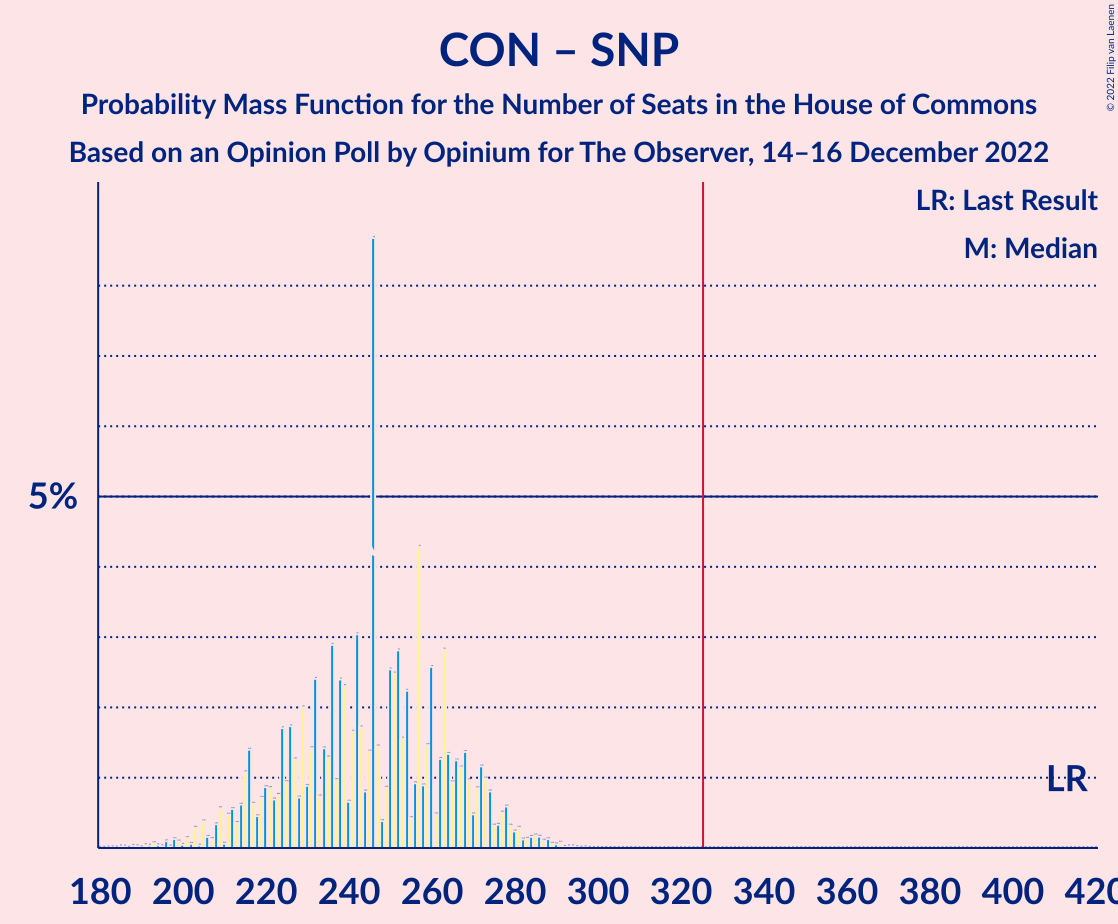 CON – SNP
Probability Mass Function for the Number of Seats in the House of Commons
Based on an Opinion Poll by Opinium for The Observer, 14–16 December 2022
© 2022 Filip van Laenen
LR: Last Result
M: Median
5%
LR
180 200 220 240 260 280 300 320 340 360 380 400 420